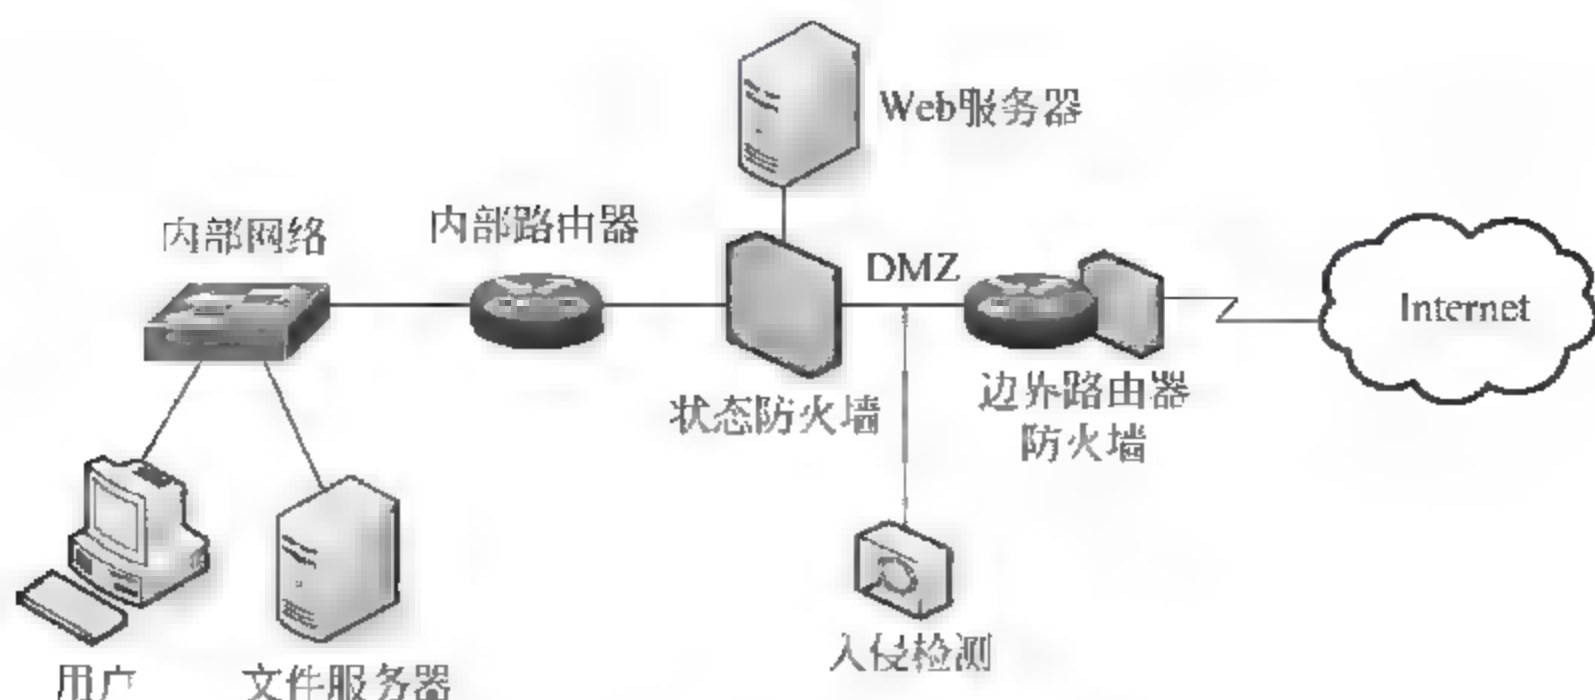 Web服务器
内部网络
内部路由器
DMZ
Internet
状态防火墙
边界路由器
防火墙
入侵检测
用户
文件服务器